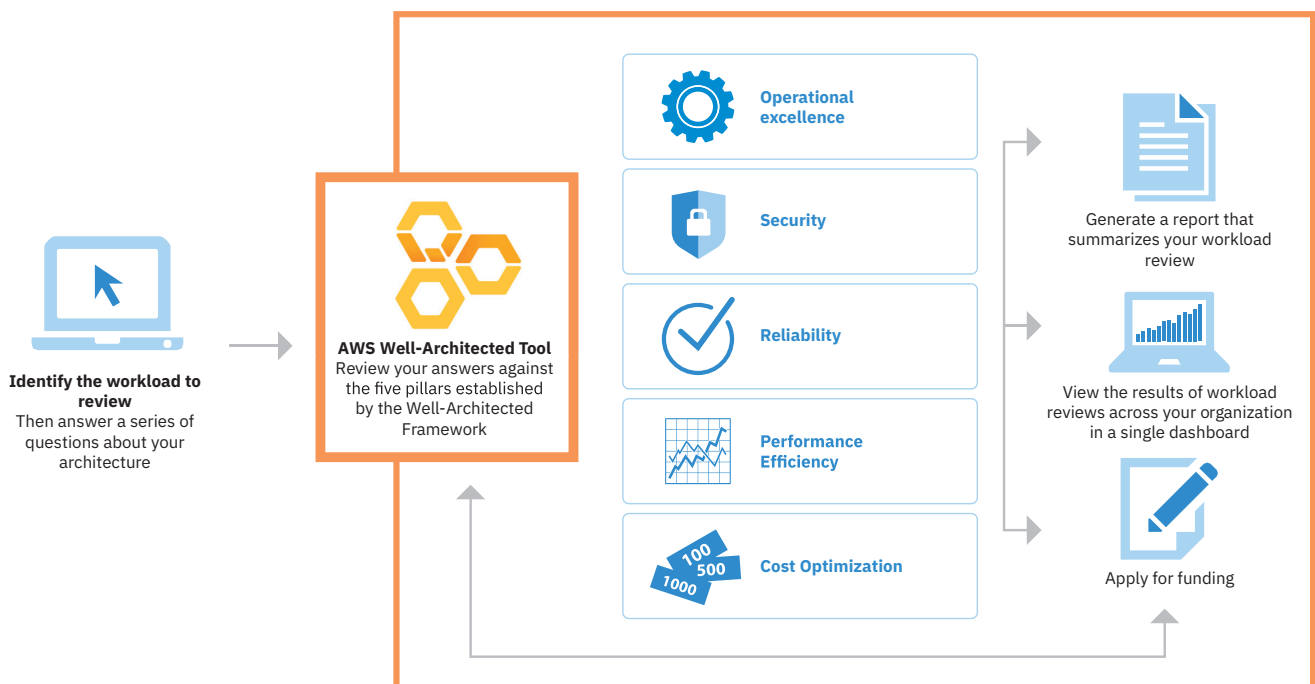 Identify the workload to
review
Then answer a series of
questions about your
architecture
AWS Well-Architected Tool
Review your answers against
the five pillars established
by the Well-Architected
Framework
Operational
excellence
Security
Reliability
Performance
Efficiency
100
500
1000
Cost Optimization
Generate a report that
summarizes your workload
review
View the results of workload
reviews across your organization
in a single dashboard
Apply for funding